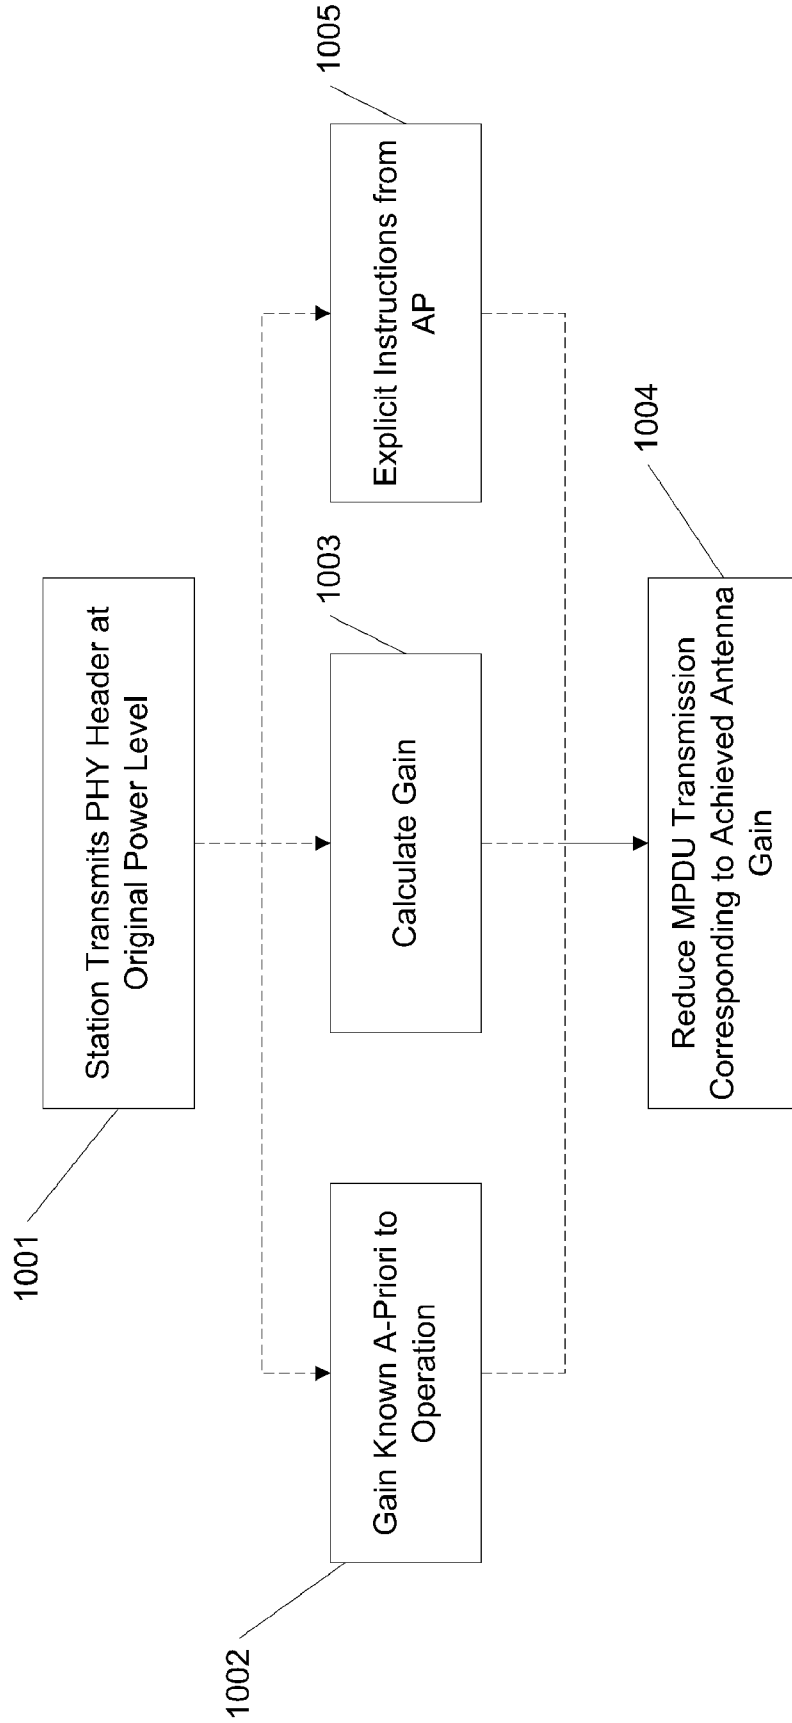 1001
Station Transmits PHY Header at
Original Power Level
1002
Gain Known A-Priori to
Operation
1003
Calculate Gain
1005
Explicit Instructions from
AP
1004
Reduce MPDU Transmission
Corresponding to Achieved Antenna
Gain